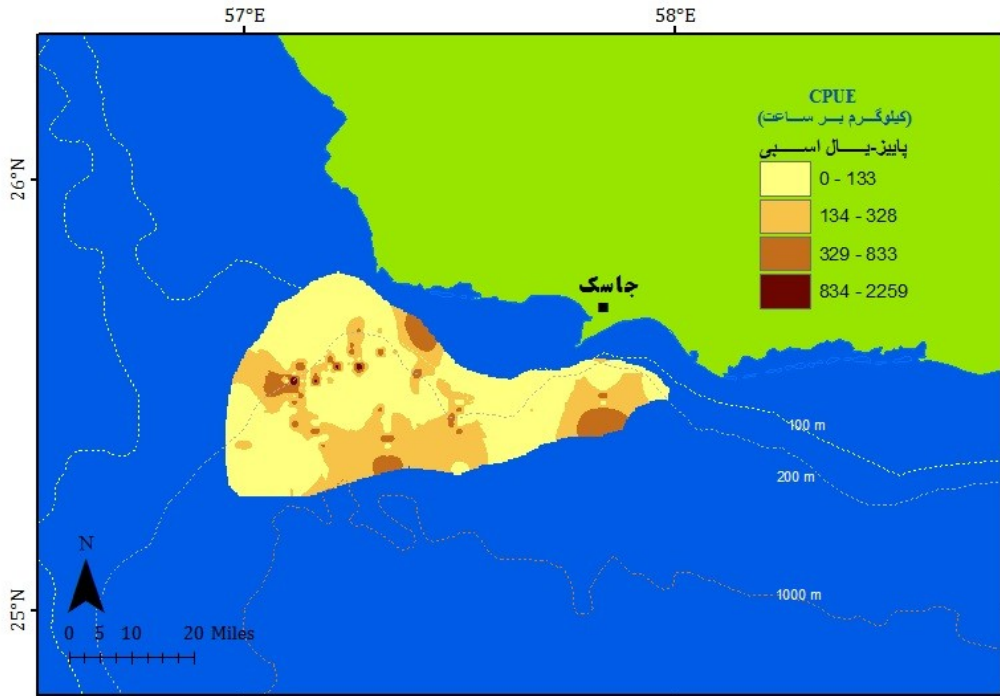 57°E
58°E
26°N
25°N
CPUE
(کیلوگرم بر ساعت)
پاییز-یال اسبی
0 - 133
134 - 328
329 - 833
834 - 2259
جاسک
100 m
200 m
1000 m
N
0 5 10 20 Miles